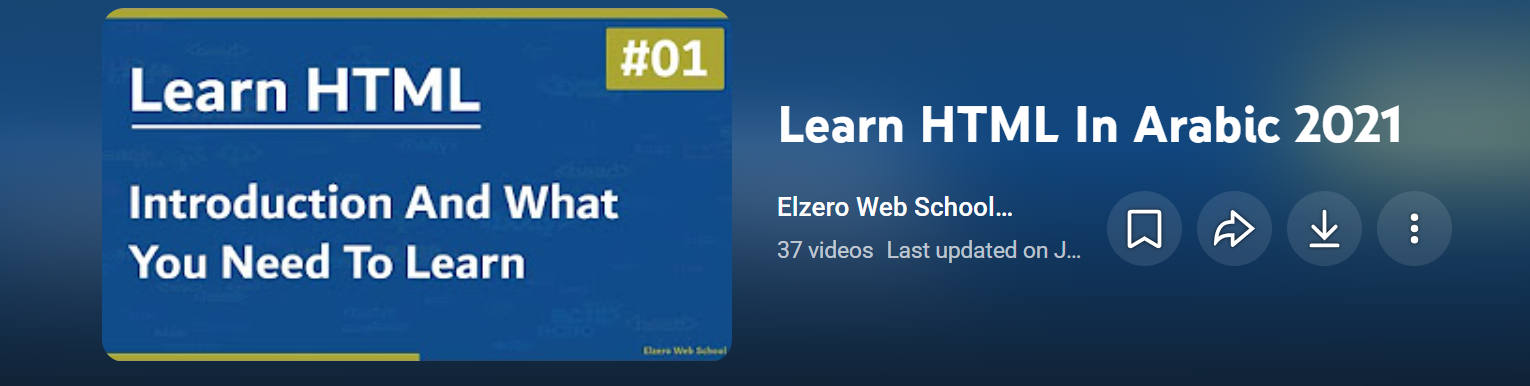 #01
Learn HTML
Introduction And What
You Need To Learn
Elzero Web School
Learn HTML In Arabic 2021
Elzero Web School...
37 videos Last updated on J...